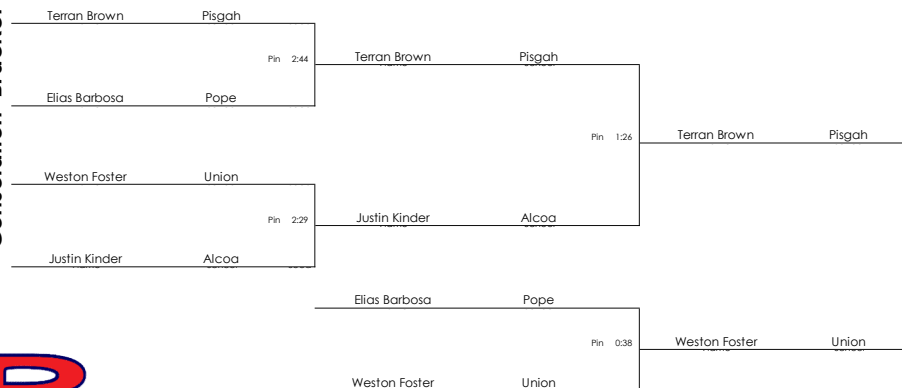 Terran Brown Pisgah
Pin 2:44
Terran Brown Pisgah
Elias Barbosa Pope
Pin 1:26
Terran Brown Pisgah
Weston Foster Union
Pin 2:29
Justin Kinder Alcoa
Justin Kinder Alcoa
Elias Barbosa Pope
Pin 0:38
Weston Foster Union
Weston Foster Union